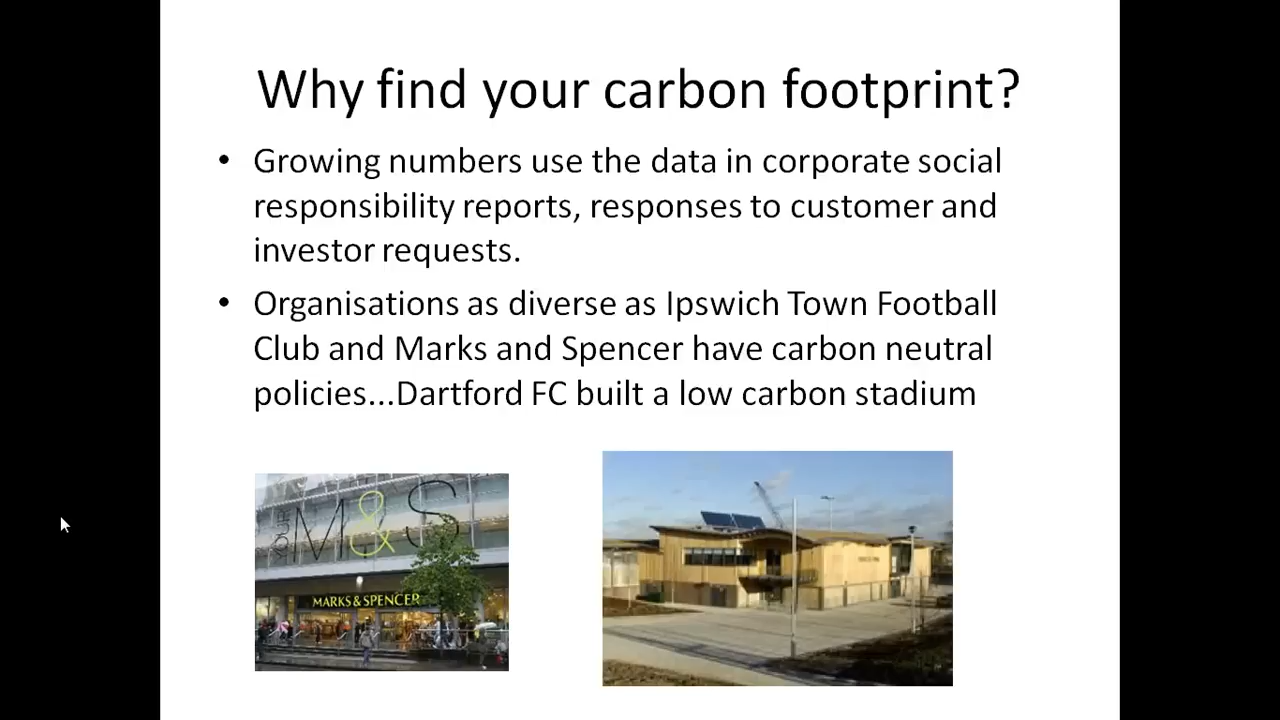 Why find your carbon footprint?
• Growing numbers use the data in corporate social
responsibility reports, responses to customer and
investor requests.
• Organisations as diverse as Ipswich Town Football
Club and Marks and Spencer have carbon neutral
policies...Dartford FC built a low carbon stadium
YOUR M&S
MARKS & SPENCER